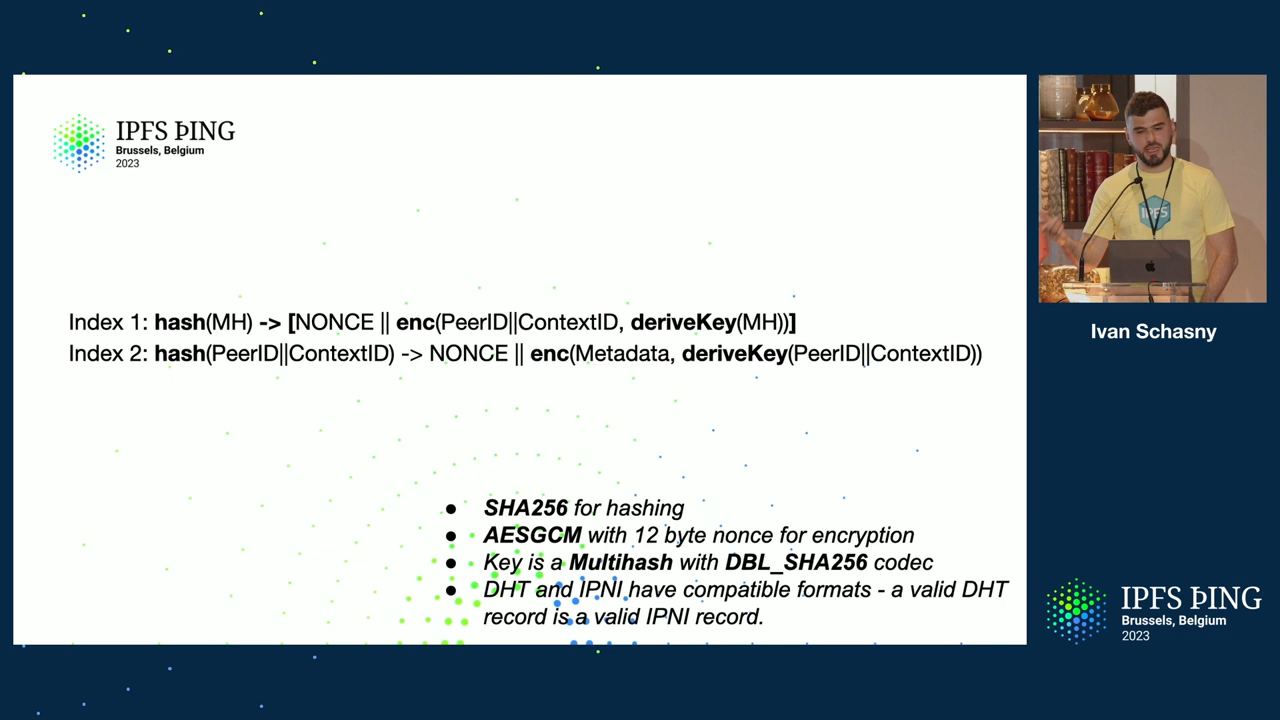 IPFS ÞING
Brussels, Belgium
2023
Index 1: hash(MH) -> [NONCE || enc(PeerID||ContextID, deriveKey(MH))]
Index 2: hash(PeerID||ContextID) -> NONCE || enc(Metadata, deriveKey(PeerID||ContextID))
● SHA256 for hashing
● AESGCM with 12 byte nonce for encryption
● Key is a Multihash with DBL_SHA256 codec
● DHT and IPNI have compatible formats - a valid DHT
record is a valid IPNI record.
IPFS
Ivan Schasny
IPFS ÞING
Brussels, Belgium
2023